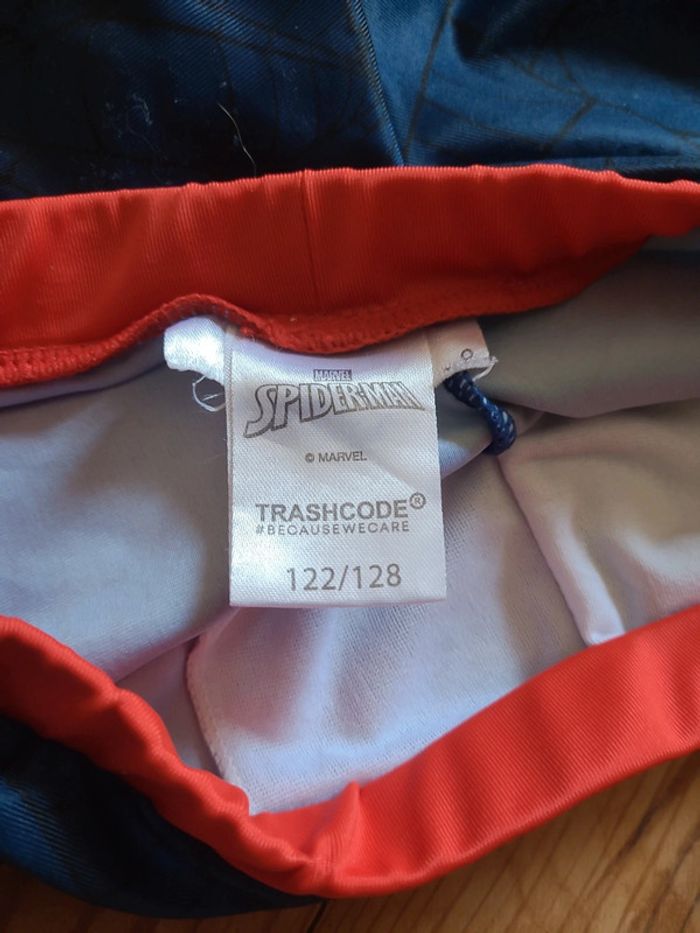 MARVEL
SPIDER-MAN
© MARVEL
TRASHCODE®
#BECAUSEWECARE
122/128